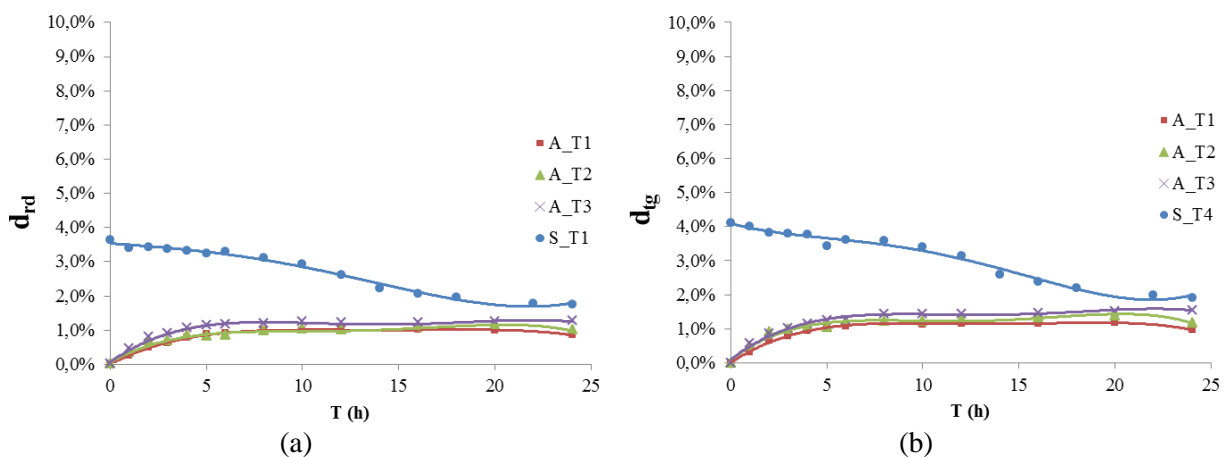 10,0%
9,0%
8,0%
7,0%
6,0%
5,0%
4,0%
3,0%
2,0%
1,0%
0,0%
d_rd
0 5 10 15 20 25
T (h)
A_T1
A_T2
A_T3
S_T1
(a)
10,0%
9,0%
8,0%
7,0%
6,0%
5,0%
4,0%
3,0%
2,0%
1,0%
0,0%
d_tg
0 5 10 15 20 25
T (h)
A_T1
A_T2
A_T3
S_T4
(b)